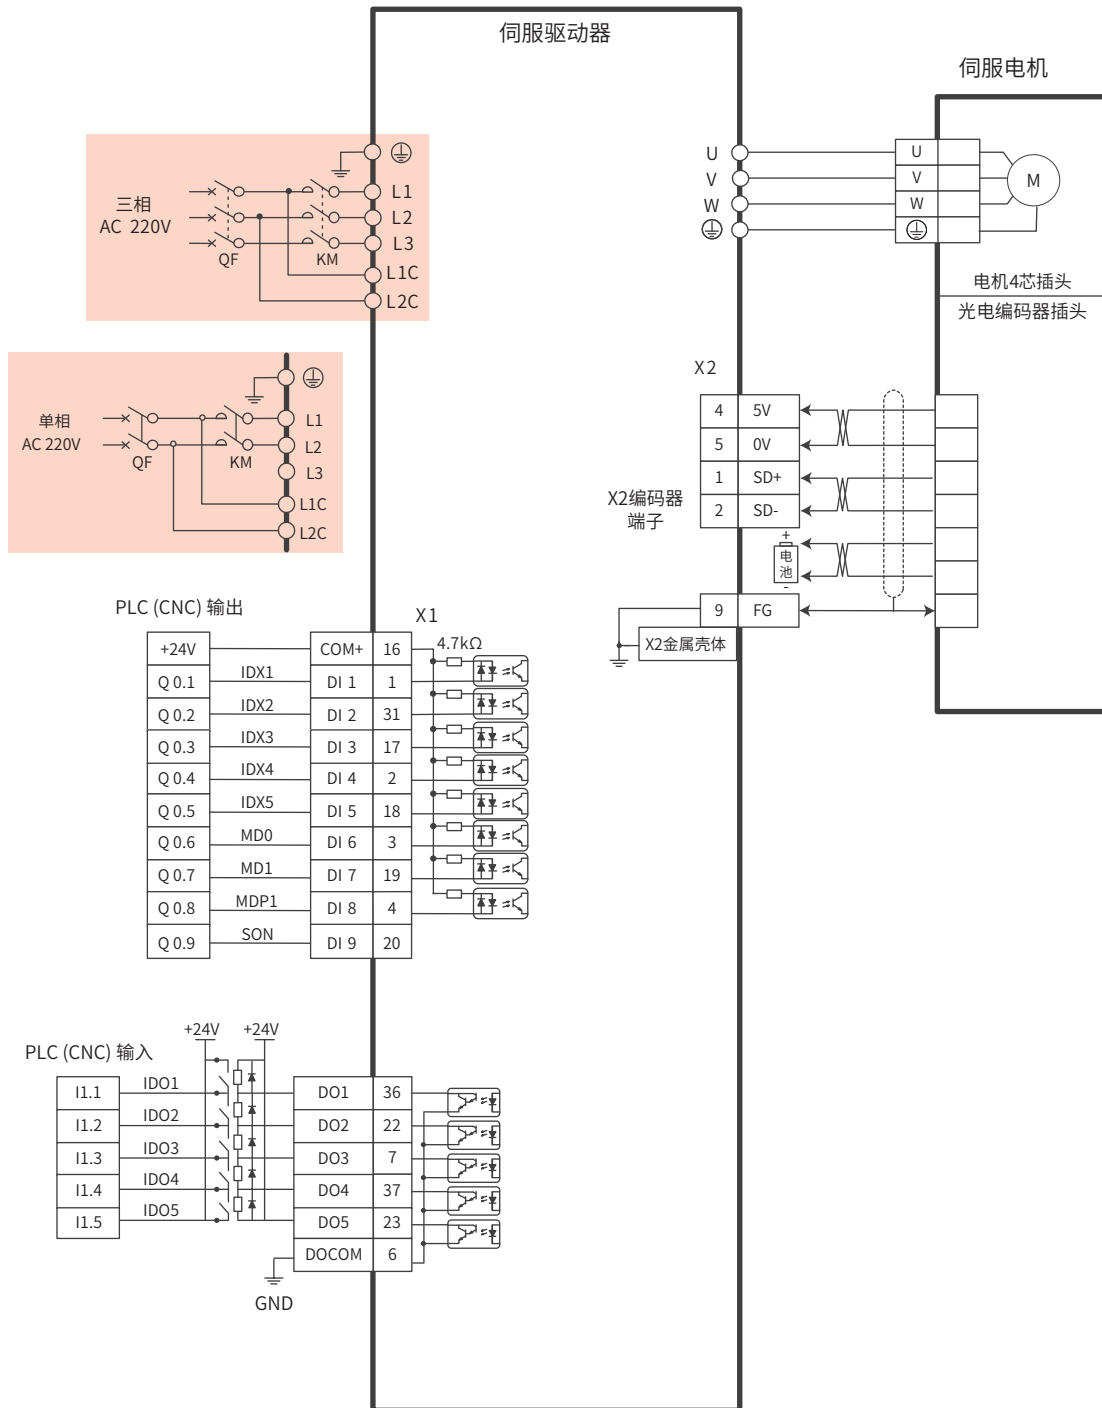 伺服驱动器
伺服电机
三相
AC 220V
QF
KM
L1
L2
L3
L1C
L2C
U
V
W
U
V
W
M
电机4芯插头
光电编码器插头
单相
AC 220V
QF
KM
L1
L2
L3
L1C
L2C
X2
4 5V
5 0V
1 SD+
2 SD-
X2编码器
端子
+
电
池
-
9 FG
X2金属壳体
PLC (CNC) 输出
X1
4.7kΩ
+24V COM+ 16
Q 0.1 IDX1 DI 1 1
Q 0.2 IDX2 DI 2 31
Q 0.3 IDX3 DI 3 17
Q 0.4 IDX4 DI 4 2
Q 0.5 IDX5 DI 5 18
Q 0.6 MD0 DI 6 3
Q 0.7 MD1 DI 7 19
Q 0.8 MDP1 DI 8 4
Q 0.9 SON DI 9 20
+24V +24V
PLC (CNC) 输入
I1.1 IDO1 DO1 36
I1.2 IDO2 DO2 22
I1.3 IDO3 DO3 7
I1.4 IDO4 DO4 37
I1.5 IDO5 DO5 23
DOCOM 6
GND